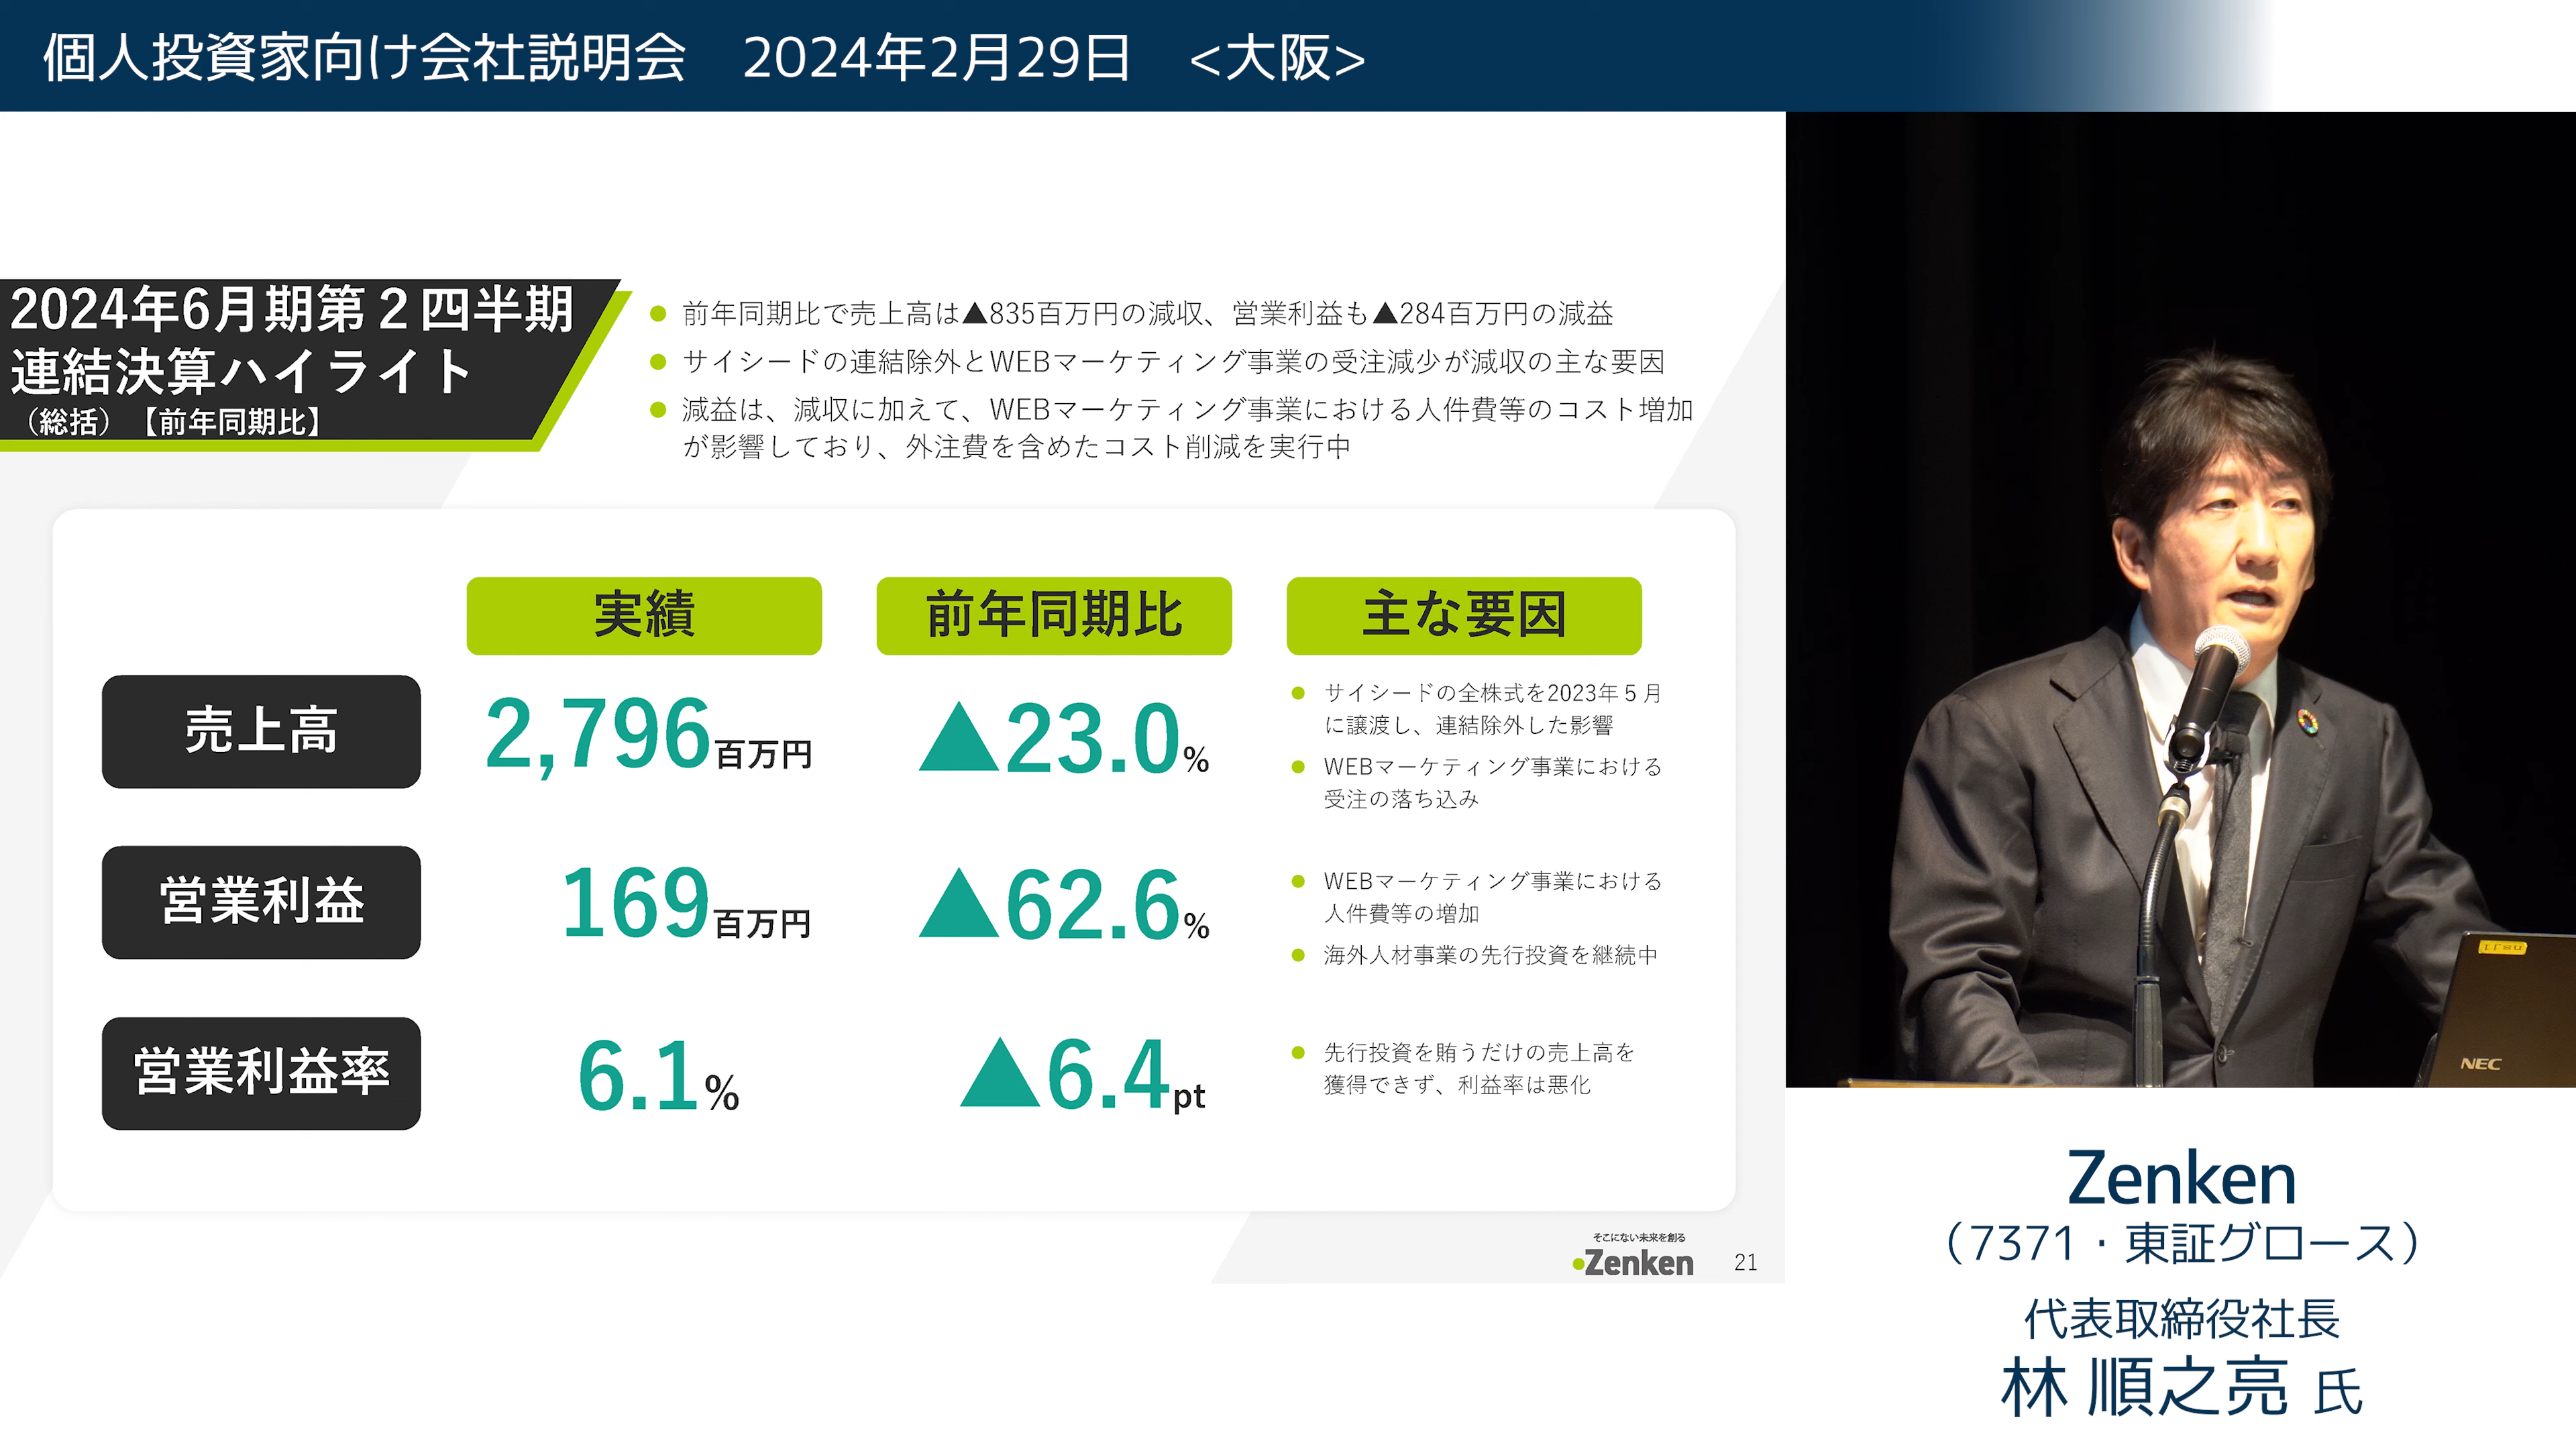 個人投資家向け会社説明会　2024年2月29日　<大阪>
2024年6月期第２四半期
連結決算ハイライト
（総括）【前年同期比】
● 前年同期比で売上高は▲835百万円の減収、営業利益も▲284百万円の減益
● サイシードの連結除外とWEBマーケティング事業の受注減少が減収の主な要因
● 減益は、減収に加えて、WEBマーケティング事業における人件費等のコスト増加
が影響しており、外注費を含めたコスト削減を実行中
実績
前年同期比
主な要因
売上高
2,796百万円
▲23.0%
● サイシードの全株式を2023年５月
に譲渡し、連結除外した影響
● WEBマーケティング事業における
受注の落ち込み
営業利益
169百万円
▲62.6%
● WEBマーケティング事業における
人件費等の増加
● 海外人材事業の先行投資を継続中
営業利益率
6.1%
▲6.4pt
● 先行投資を賄うだけの売上高を
獲得できず、利益率は悪化
そこにない未来を創る
Zenken
21
NEC
Zenken
（7371・東証グロース）
代表取締役社長
林 順之亮 氏